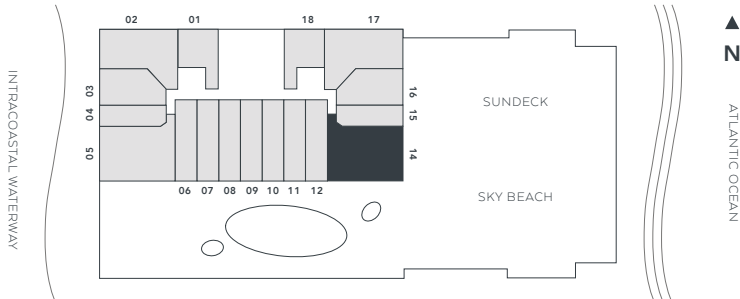 02 01 18 17
N
03
16
04
15
05
14
06 07 08 09 10 11 12
SUNDECK
SKY BEACH
INTRACOASTAL WATERWAY
ATLANTIC OCEAN